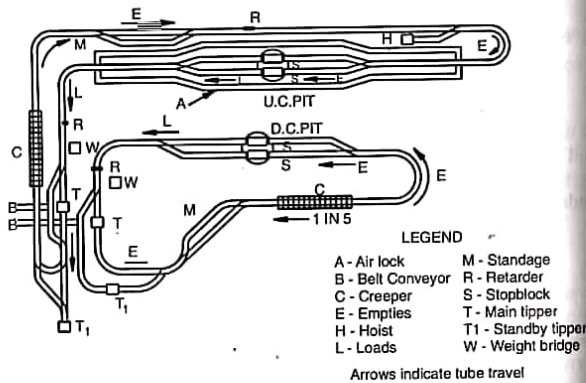 E
R
M
H
E
S
L
S
E
A
U.C.PIT
L
R
W
C
L
D.C.PIT
S
S
E
E
R
W
C
1 IN 5
B
B
T
T
M
E
T1
T1
LEGEND
A - Air lock
B - Belt Conveyor
C - Creeper
E - Empties
H - Hoist
L - Loads
M - Standage
R - Retarder
S - Stopblock
T - Main tipper
T1 - Standby tipper
W - Weight bridge
Arrows indicate tube travel